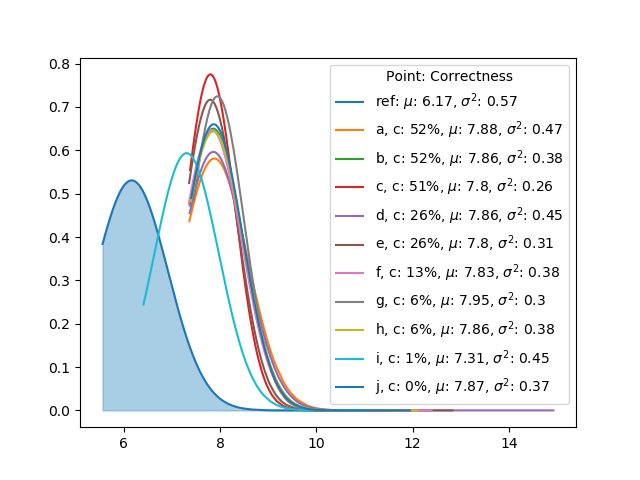 0.8
0.7
0.6
0.5
0.4
0.3
0.2
0.1
0.0
6 8 10 12 14
Point: Correctness
ref: μ: 6.17, σ²: 0.57
a, c: 52%, μ: 7.88, σ²: 0.47
b, c: 52%, μ: 7.86, σ²: 0.38
c, c: 51%, μ: 7.8, σ²: 0.26
d, c: 26%, μ: 7.86, σ²: 0.45
e, c: 26%, μ: 7.8, σ²: 0.31
f, c: 13%, μ: 7.83, σ²: 0.38
g, c: 6%, μ: 7.95, σ²: 0.3
h, c: 6%, μ: 7.86, σ²: 0.38
i, c: 1%, μ: 7.31, σ²: 0.45
j, c: 0%, μ: 7.87, σ²: 0.37